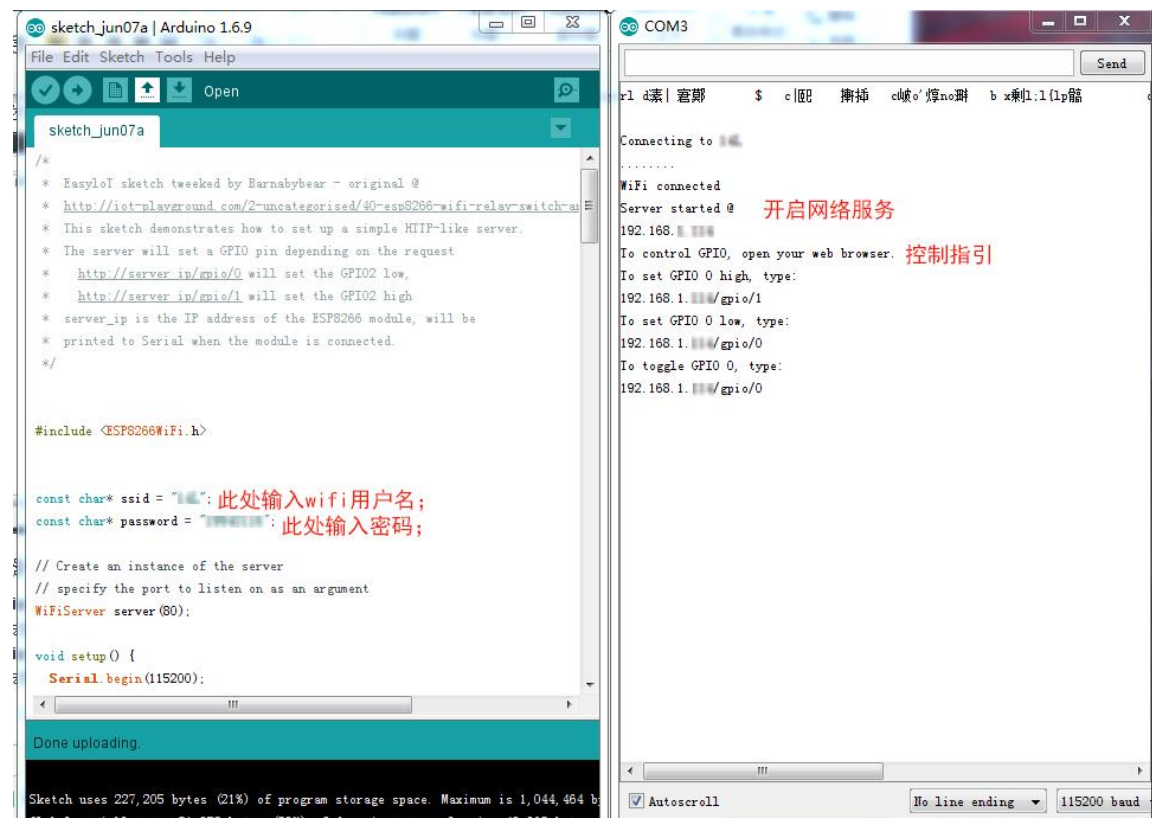 sketch_jun07a | Arduino 1.6.9
File Edit Sketch Tools Help
Open
sketch_jun07a
/*
* EasyIoT sketch tweeked by Barnabybear - original @
* http://iot-playground.com/2-uncategorised/40-esp8266-wifi-relay-switch-ar
* This sketch demonstrates how to set up a simple HTTP-like server.
* The server will set a GPIO pin depending on the request
* http://server_ip/gpio/0 will set the GPIO2 low,
* http://server_ip/gpio/1 will set the GPIO2 high
* server_ip is the IP address of the ESP8266 module, will be
* printed to Serial when the module is connected.
*/
#include <ESP8266WiFi.h>
const char* ssid = " "; 此处输入wifi用户名;
const char* password = " "; 此处输入密码;
// Create an instance of the server
// specify the port to listen on as an argument
WiFiServer server(80);
void setup() {
Serial.begin(115200);
Done uploading.
Sketch uses 227,205 bytes (21%) of program storage space. Maximum is 1,044,464 b
COM3
Send
Connecting to
........
WiFi connected
Server started @ 开启网络服务
192.168.
To control GPIO, open your web browser. 控制指引
To set GPIO 0 high, type:
192.168.1. /gpio/1
To set GPIO 0 low, type:
192.168.1. /gpio/0
To toggle GPIO 0, type:
192.168.1. /gpio/0
Autoscroll
No line ending
115200 baud